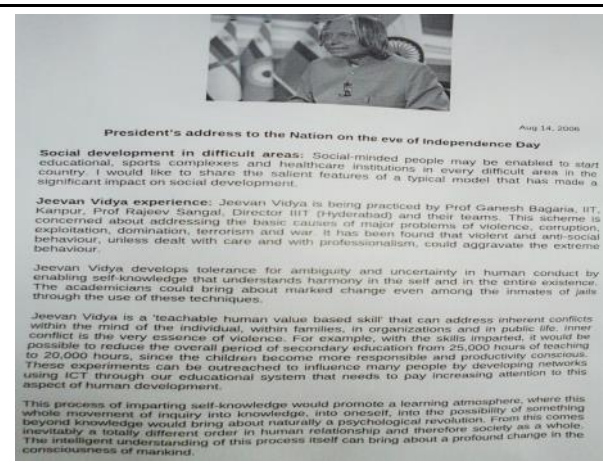 Aug 14, 2006
President's address to the Nation on the eve of Independence Day
Social development in difficult areas: Social-minded people may be enabled to start
educational, sports complexes and healthcare institutions in every difficult area in the
country. I would like to share the salient features of a typical model that has made a
significant impact on social development.
Jeevan Vidya experience: Jeevan Vidya is being practiced by Prof Ganesh Bagaria, IIT,
Kanpur, Prof Rajeev Sangal, Director IIIT (Hyderabad) and their teams. This scheme is
concerned about addressing the basic causes of major problems of violence, corruption,
exploitation, domination, terrorism and war. It has been found that violent and anti-social
behaviour, unless dealt with care and with professionalism, could aggravate the extreme
behaviour.
Jeevan Vidya develops tolerance for ambiguity and uncertainty in human conduct by
enabling self-knowledge that understands harmony in the self and in the entire existence.
The academicians could bring about marked change even among the inmates of jails
through the use of these techniques.
Jeevan Vidya is a 'teachable human value based skill' that can address inherent conflicts
within the mind of the individual, within families, in organizations and in public life. Inner
conflict is the very essence of violence. For example, with the skills imparted, it would be
possible to reduce the overall period of secondary education from 25,000 hours of teaching
to 20,000 hours, since the children become more responsible and productivity conscious.
These experiments can be outreached to influence many people by developing networks
using ICT through our educational system that needs to pay increasing attention to this
aspect of human development.
This process of imparting self-knowledge would promote a learning atmosphere, where this
whole movement of inquiry into knowledge, into oneself, into the possibility of something
beyond knowledge would bring about naturally a psychological revolution. From this comes
inevitably a totally different order in human relationship and therefore society as a whole.
The intelligent understanding of this process itself can bring about a profound change in the
consciousness of mankind.